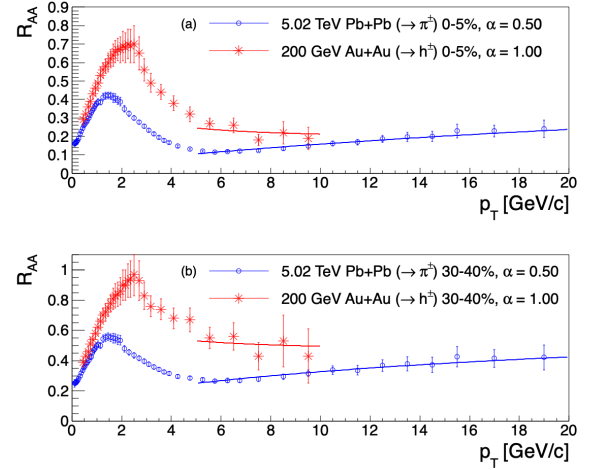 R_AA
0.9
0.8
0.7
0.6
0.5
0.4
0.3
0.2
0.1
0
(a)
5.02 TeV Pb+Pb (→ π±) 0-5%, α = 0.50
200 GeV Au+Au (→ h±) 0-5%, α = 1.00
0 2 4 6 8 10 12 14 16 18 20
p_T [GeV/c]
R_AA
1
0.8
0.6
0.4
0.2
0
(b)
5.02 TeV Pb+Pb (→ π±) 30-40%, α = 0.50
200 GeV Au+Au (→ h±) 30-40%, α = 1.00
0 2 4 6 8 10 12 14 16 18 20
p_T [GeV/c]